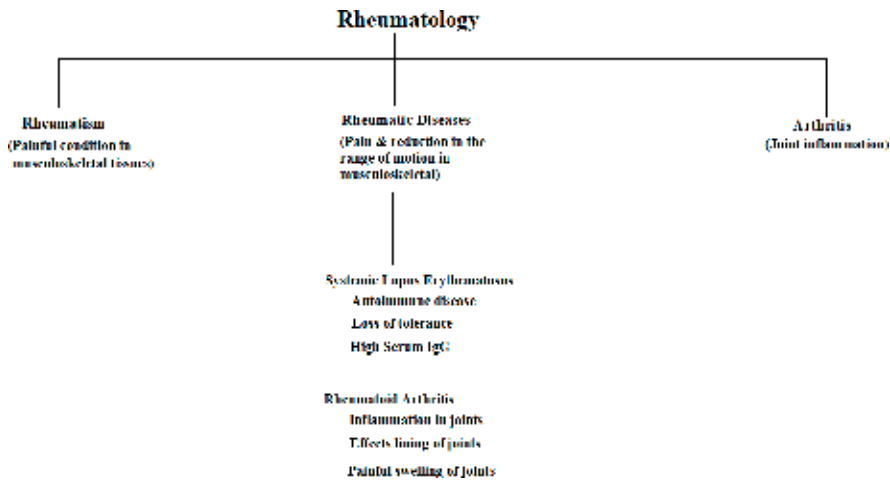 Rheumatology
Rheumatism
(Painful condition in
musculoskeletal tissues)
Rheumatic Diseases
(Pain & reduction in the
range of motion in
musculoskeletal)
Arthritis
(Joint inflammation)
Systemic Lupus Erythematosus
Autoimmune disease
Loss of tolerance
High Serum IgG
Rheumatoid Arthritis
Inflammation in joints
Effects lining of joints
Painful swelling of joints